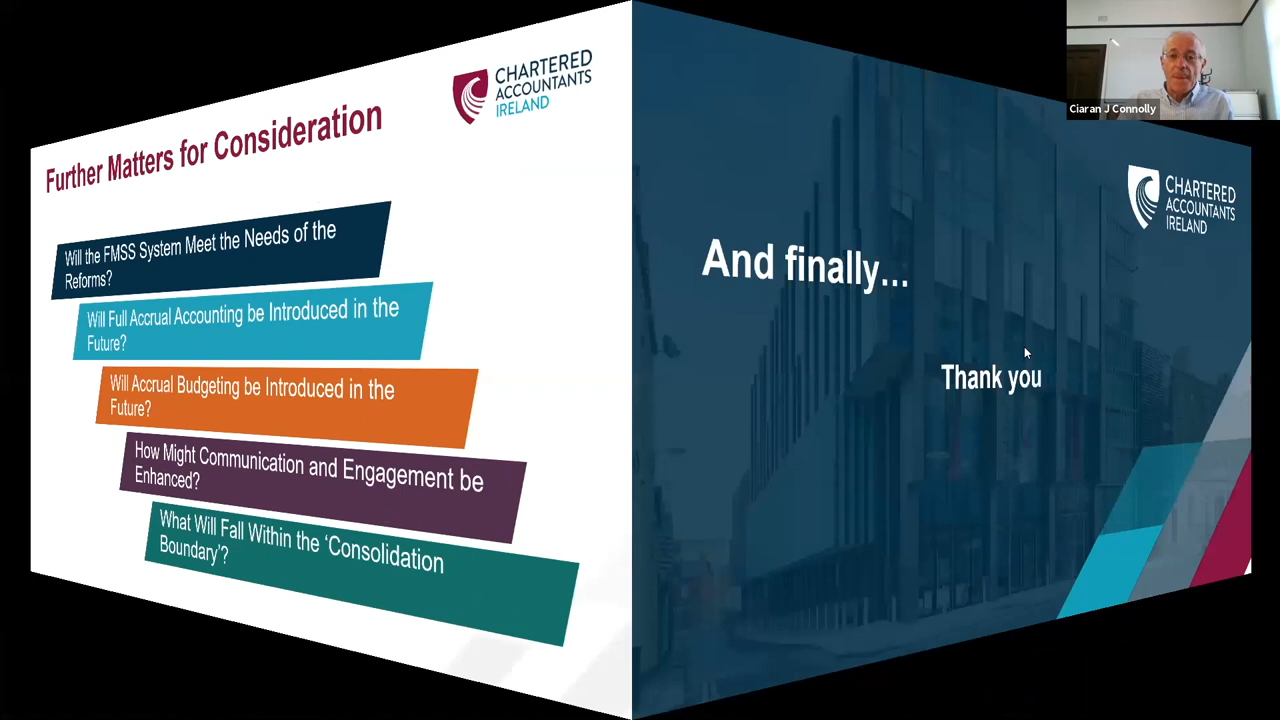 Further Matters for Consideration
CHARTERED
ACCOUNTANTS
IRELAND
Will the FMSS System Meet the Needs of the
Reforms?
Will Full Accrual Accounting be Introduced in the
Future?
Will Accrual Budgeting be Introduced in the
Future?
How Might Communication and Engagement be
Enhanced?
What Will Fall Within the ‘Consolidation
Boundary’?
And finally...
Thank you
CHARTERED
ACCOUNTANTS
IRELAND
Ciaran J Connolly